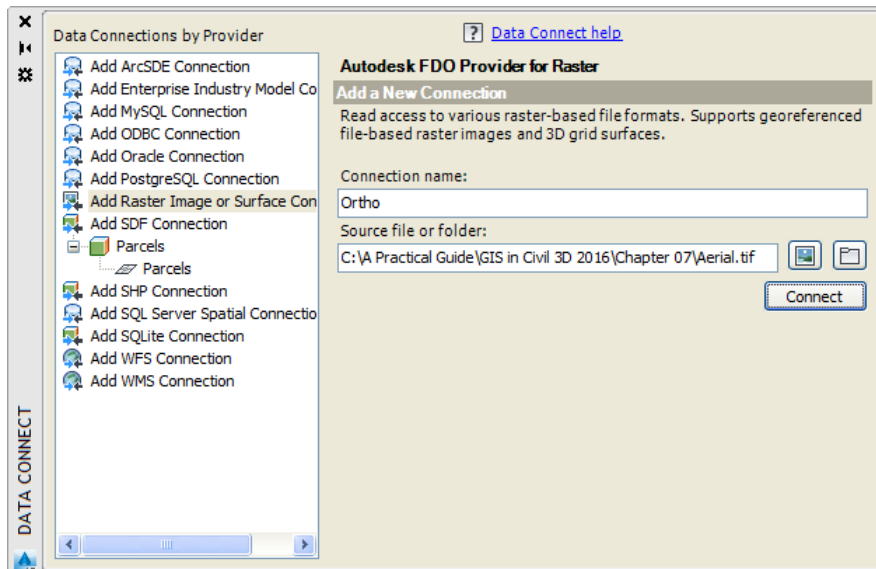 Data Connections by Provider
? Data Connect help
Add ArcSDE Connection
Add Enterprise Industry Model Co
Add MySQL Connection
Add ODBC Connection
Add Oracle Connection
Add PostgreSQL Connection
Add Raster Image or Surface Con
Add SDF Connection
Parcels
Parcels
Add SHP Connection
Add SQL Server Spatial Connectio
Add SQLite Connection
Add WFS Connection
Add WMS Connection
Autodesk FDO Provider for Raster
Add a New Connection
Read access to various raster-based file formats. Supports georeferenced
file-based raster images and 3D grid surfaces.
Connection name:
Ortho
Source file or folder:
C:\A Practical Guide\GIS in Civil 3D 2016\Chapter 07\Aerial.tif
Connect
DATA CONNECT